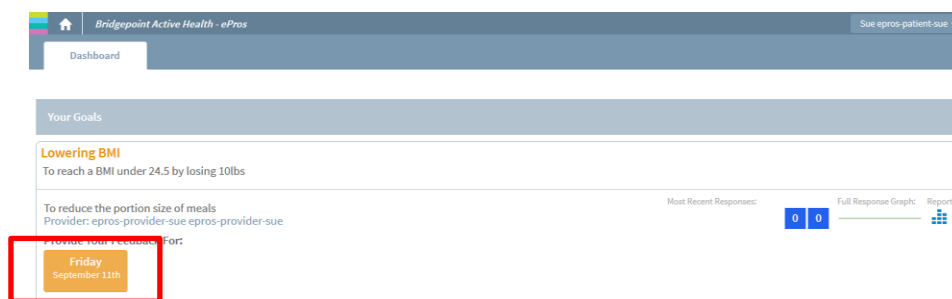 Bridgepoint Active Health - ePros
Sue epros-patient-sue
Dashboard
Your Goals
Lowering BMI
To reach a BMI under 24.5 by losing 10lbs
To reduce the portion size of meals
Provider: epros-provider-sue epros-provider-sue
Most Recent Responses:
0 0
Full Response Graph:
Report
Provide Your Feedback For:
Friday
September 11th